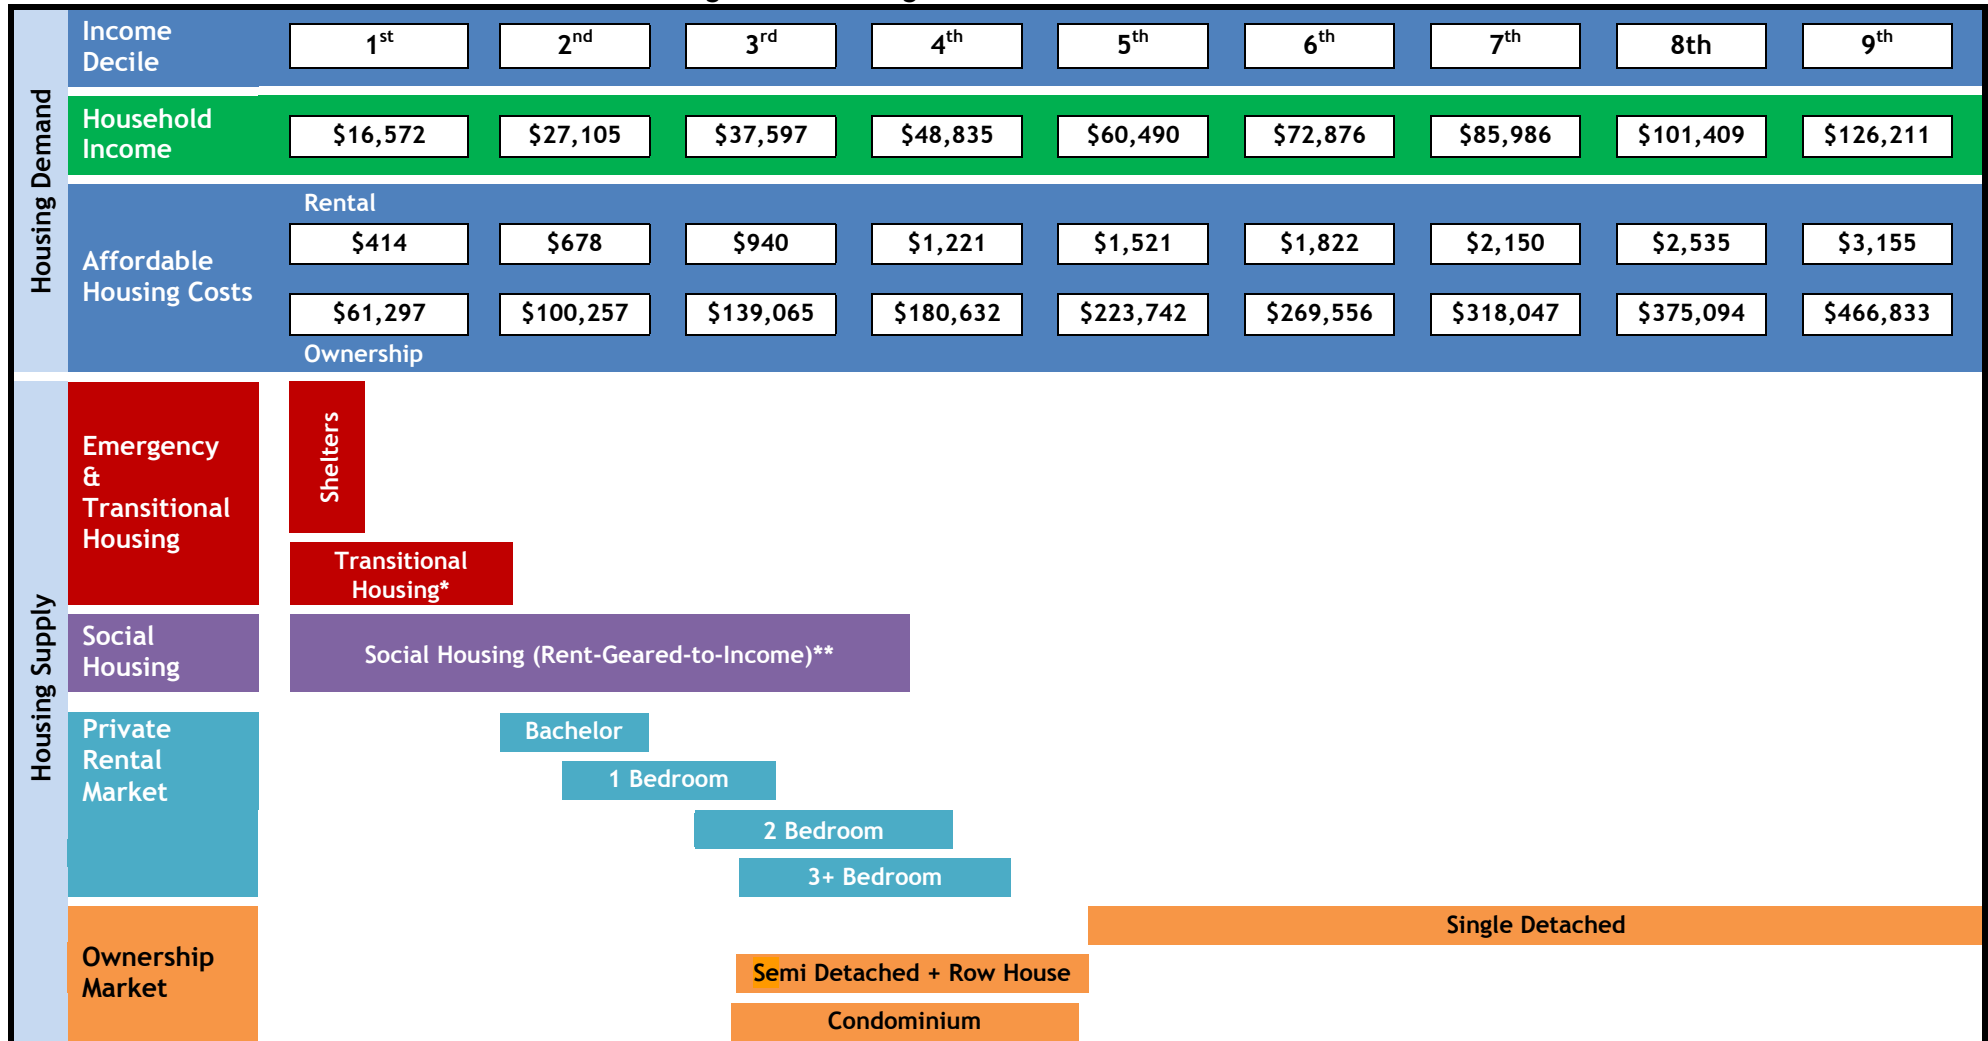 Income
Decile
1st 2nd 3rd 4th 5th 6th 7th 8th 9th
Housing Demand
Household
Income
$16,572 $27,105 $37,597 $48,835 $60,490 $72,876 $85,986 $101,409 $126,211
Affordable
Housing Costs
Rental
$414 $678 $940 $1,221 $1,521 $1,822 $2,150 $2,535 $3,155
$61,297 $100,257 $139,065 $180,632 $223,742 $269,556 $318,047 $375,094 $466,833
Ownership
Housing Supply
Emergency
&
Transitional
Housing
Shelters
Transitional
Housing*
Social
Housing
Social Housing (Rent-Geared-to-Income)**
Private
Rental
Market
Bachelor
1 Bedroom
2 Bedroom
3+ Bedroom
Ownership
Market
Single Detached
Semi Detached + Row House
Condominium